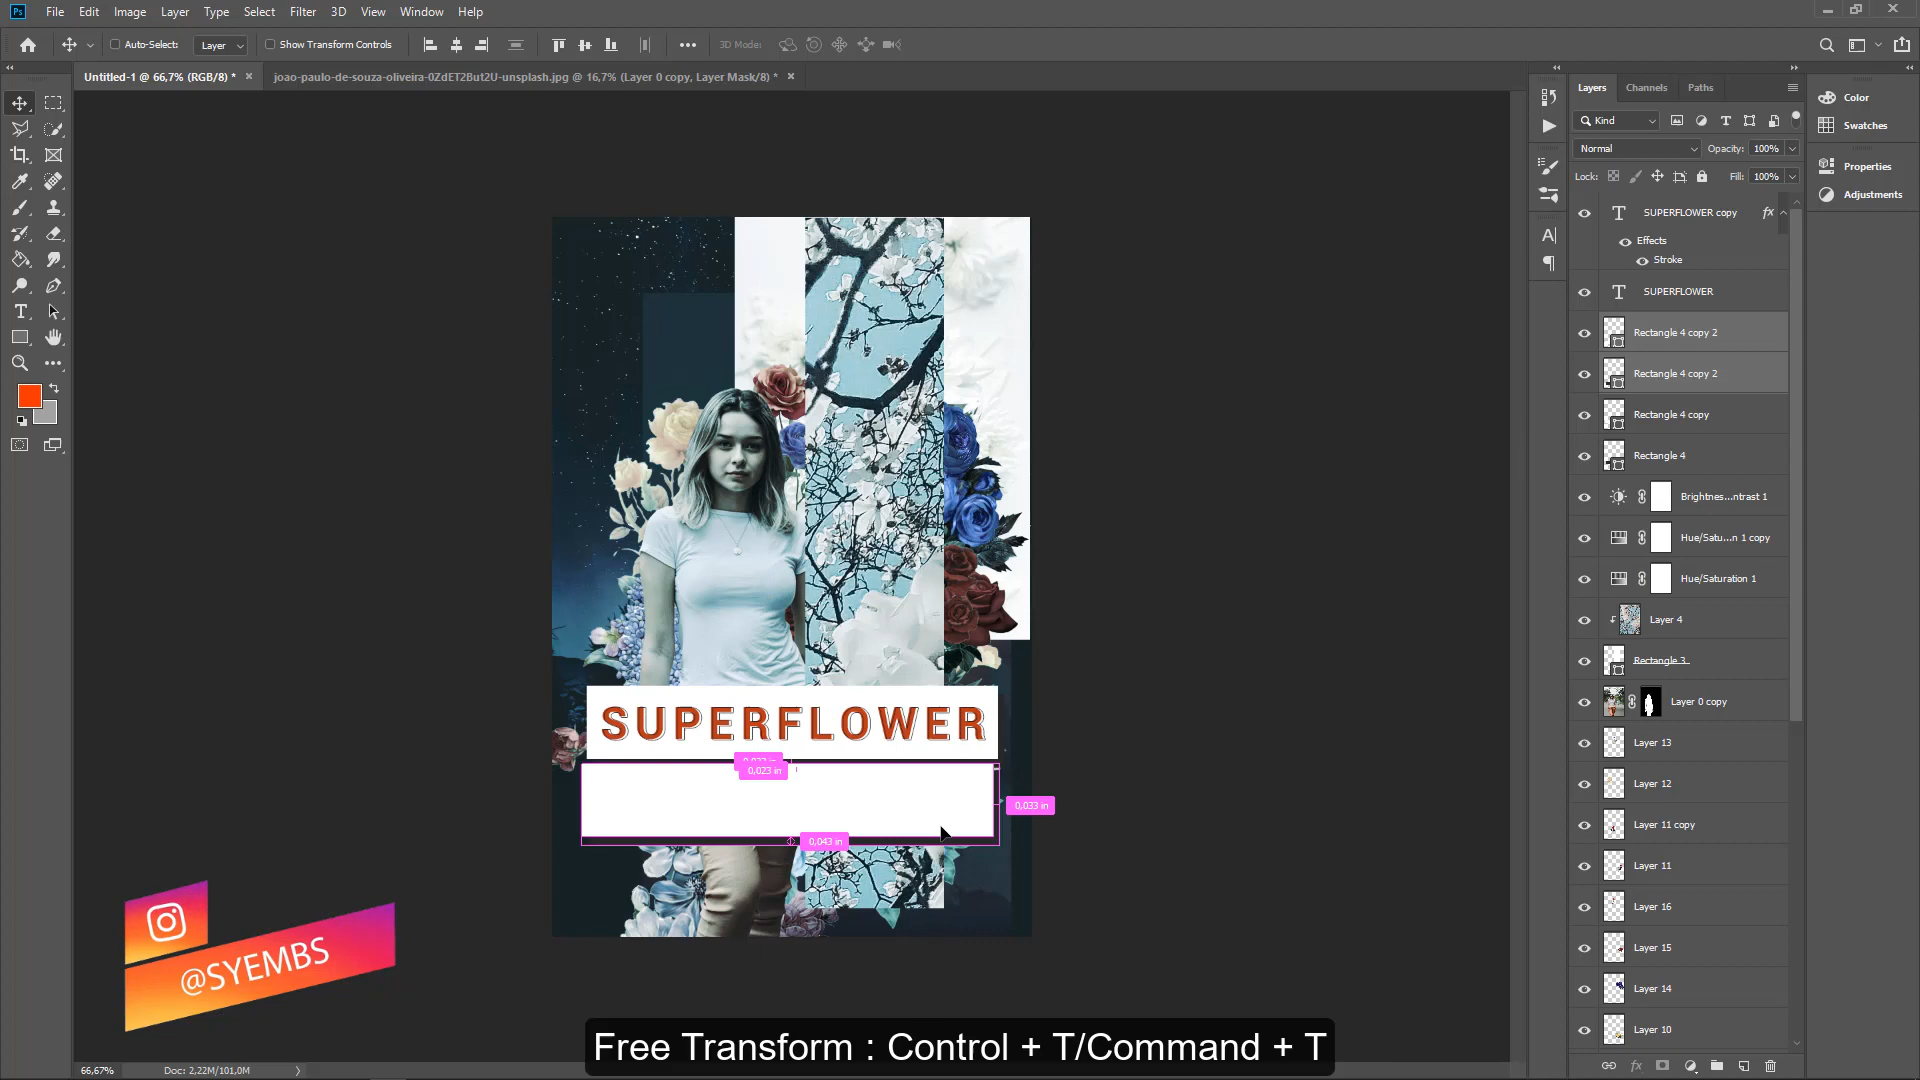 Ps File Edit Image Layer Type Select Filter 3D View Window Help
Auto-Select: Layer Show Transform Controls 3D Mode:
Untitled-1 @ 66,7% (RGB/8) * × joao-paulo-de-souza-oliveira-0ZdET2But2U-unsplash.jpg @ 16,7% (Layer 0 copy, Layer Mask/8) * ×
Layers Channels Paths
Kind
Normal Opacity: 100%
Lock: Fill: 100%
SUPERFLOWER copy fx
Effects
Stroke
SUPERFLOWER
Rectangle 4 copy 2
Rectangle 4 copy 2
Rectangle 4 copy
Rectangle 4
Brightnes...ntrast 1
Hue/Satu...n 1 copy
Hue/Saturation 1
Layer 4
Rectangle 3
Layer 0 copy
Layer 13
Layer 12
Layer 11 copy
Layer 11
Layer 16
Layer 15
Layer 14
Layer 10
Color
Swatches
Properties
Adjustments
SUPERFLOWER
0,023 in
0,033 in
0,043 in
@SYEMBS
Free Transform : Control + T/Command + T
66,67% Doc: 2,22M/101,0M